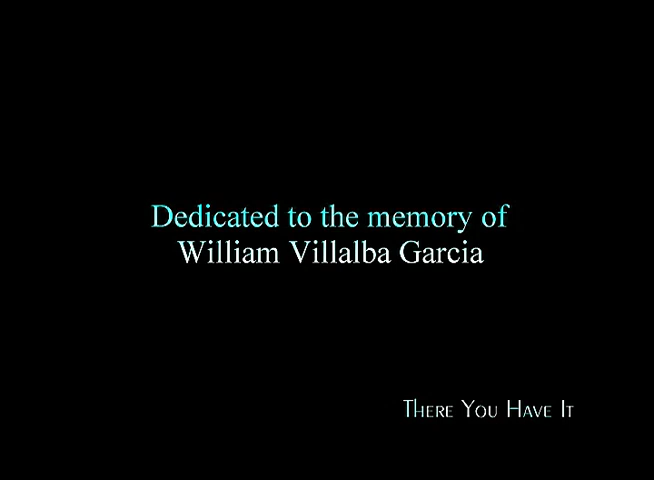 Dedicated to the memory of
William Villalba Garcia
There You Have It